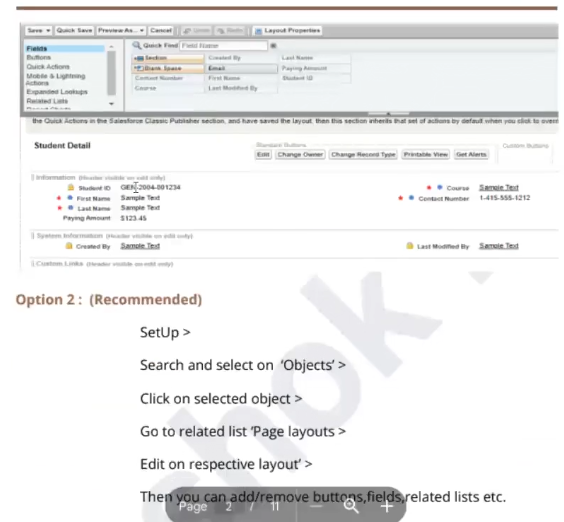 Save Quick Save Preview As... Cancel Undo Redo Layout Properties
Fields
Buttons
Quick Actions
Mobile & Lightning
Actions
Expanded Lookups
Related Lists
Quick Find Field Name
Section Created By Last Name
Blank Space Email Paying Amount
Contact Number First Name Student ID
Course Last Modified By
the Quick Actions in the Salesforce Classic Publisher section, and have saved the layout, then this section inherits that set of actions by default when you click to over
Student Detail
Standard Buttons
Edit Change Owner Change Record Type Printable View Get Alerts
Custom Buttons
Information (Header visible on edit only)
Student ID GEN-2004-001234
Course Sample Text
First Name Sample Text
Contact Number 1-415-555-1212
Last Name Sample Text
Paying Amount $123.45
System Information (Header visible on edit only)
Created By Sample Text
Last Modified By Sample Text
Custom Links (Header visible on edit only)
Option 2 : (Recommended)
SetUp >
Search and select on 'Objects' >
Click on selected object >
Go to related list 'Page layouts >
Edit on respective layout' >
Then you can add/remove buttons,fields,related lists etc.
Page 2 / 11